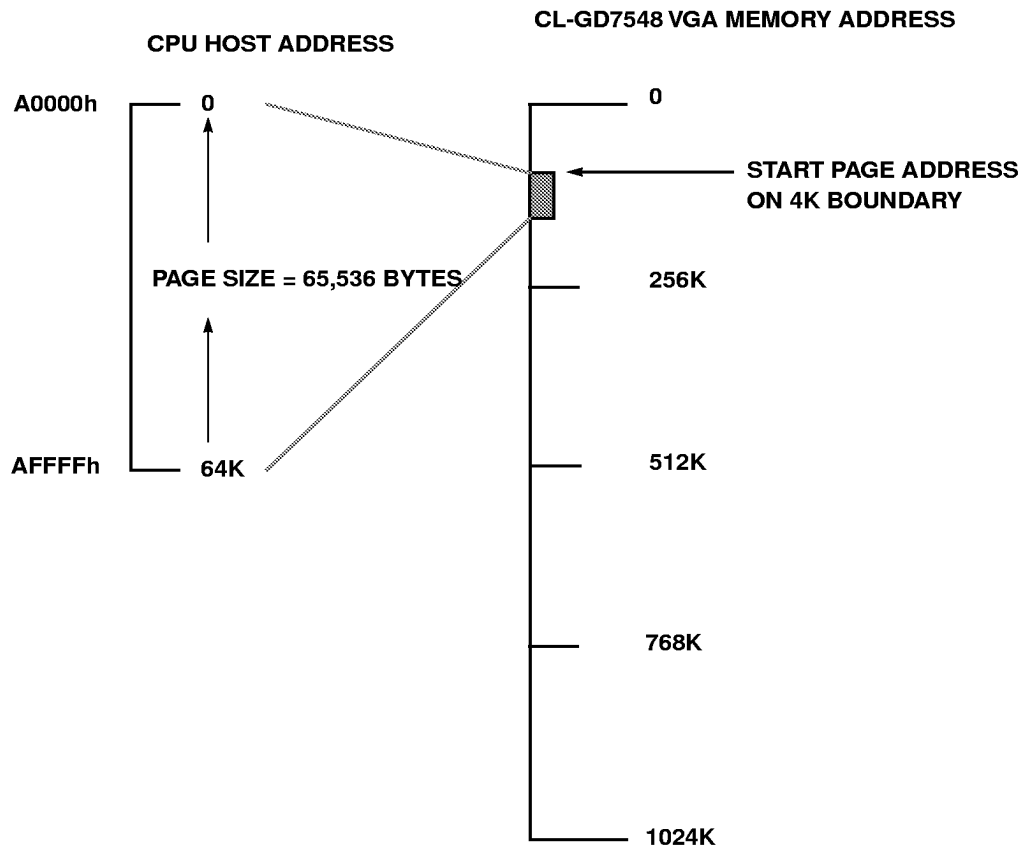 CL-GD7548 VGA MEMORY ADDRESS
CPU HOST ADDRESS
A0000h
0
0
START PAGE ADDRESS
ON 4K BOUNDARY
PAGE SIZE = 65,536 BYTES
256K
AFFFFh
64K
512K
768K
1024K